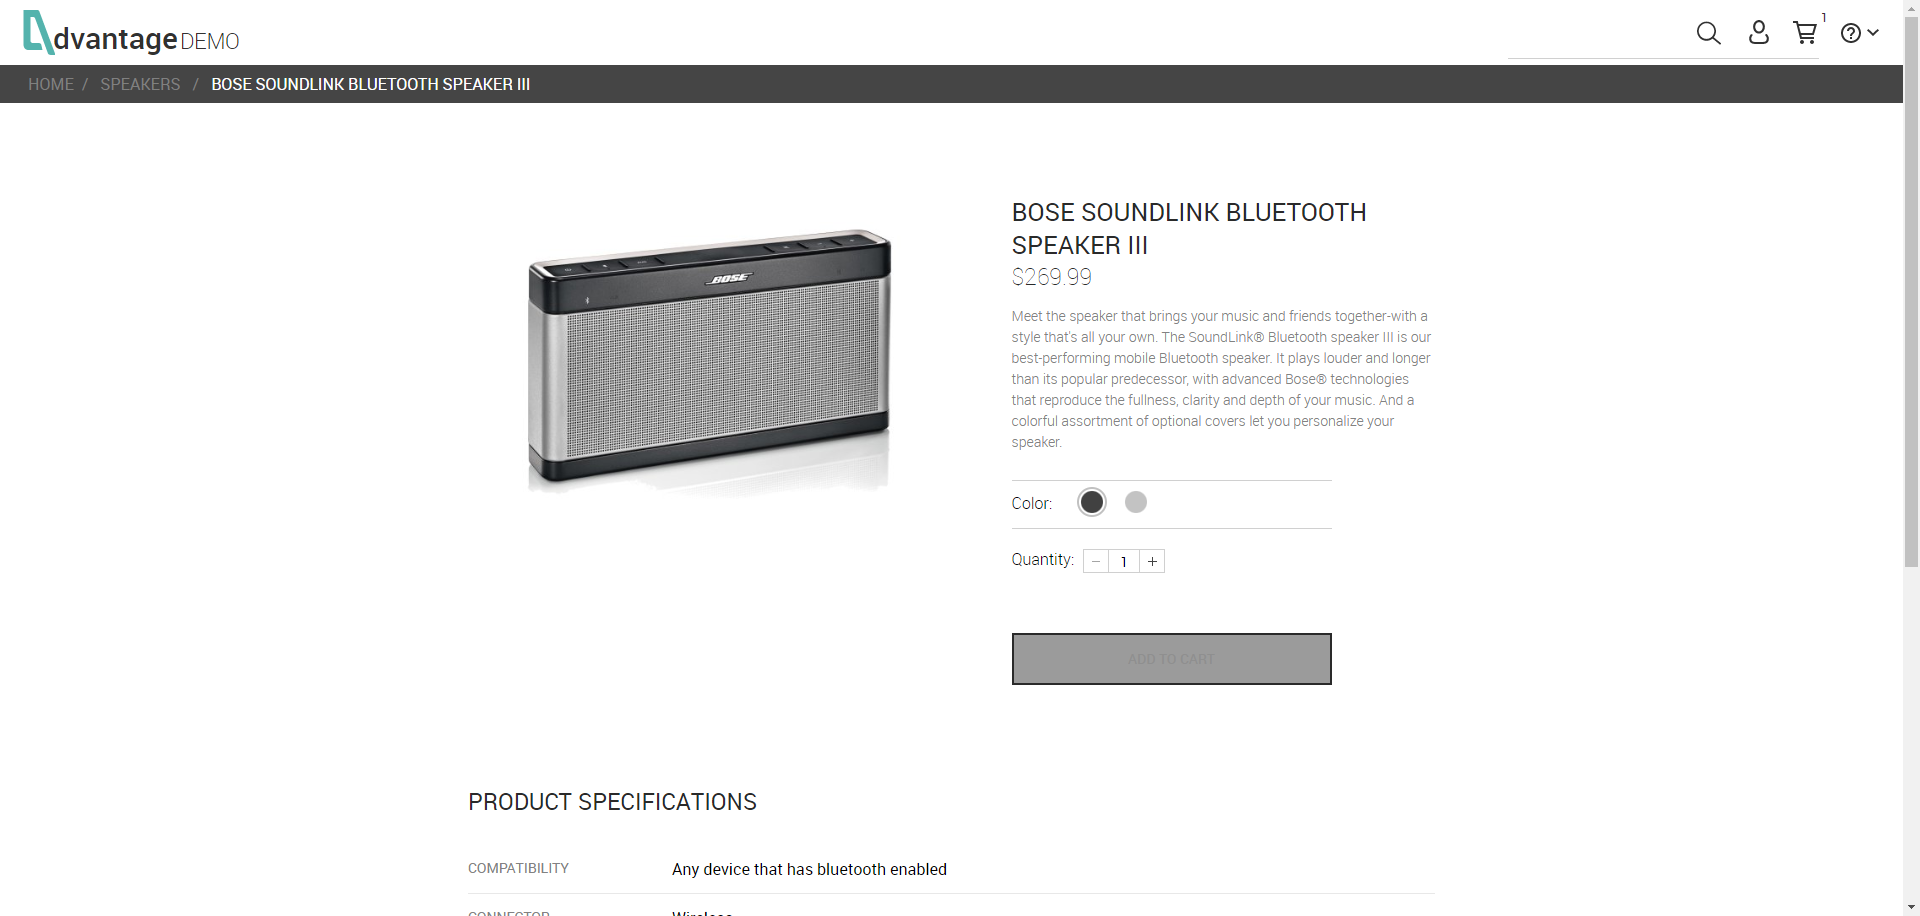 dvantage DEMO
1
HOME / SPEAKERS / BOSE SOUNDLINK BLUETOOTH SPEAKER III
BOSE
BOSE SOUNDLINK BLUETOOTH
SPEAKER III
$269.99
Meet the speaker that brings your music and friends together-with a
style that's all your own. The SoundLink® Bluetooth speaker III is our
best-performing mobile Bluetooth speaker. It plays louder and longer
than its popular predecessor, with advanced Bose® technologies
that reproduce the fullness, clarity and depth of your music. And a
colorful assortment of optional covers let you personalize your
speaker.
Color:
Quantity: − 1 +
ADD TO CART
PRODUCT SPECIFICATIONS
COMPATIBILITY Any device that has bluetooth enabled
CONNECTOR Wireless